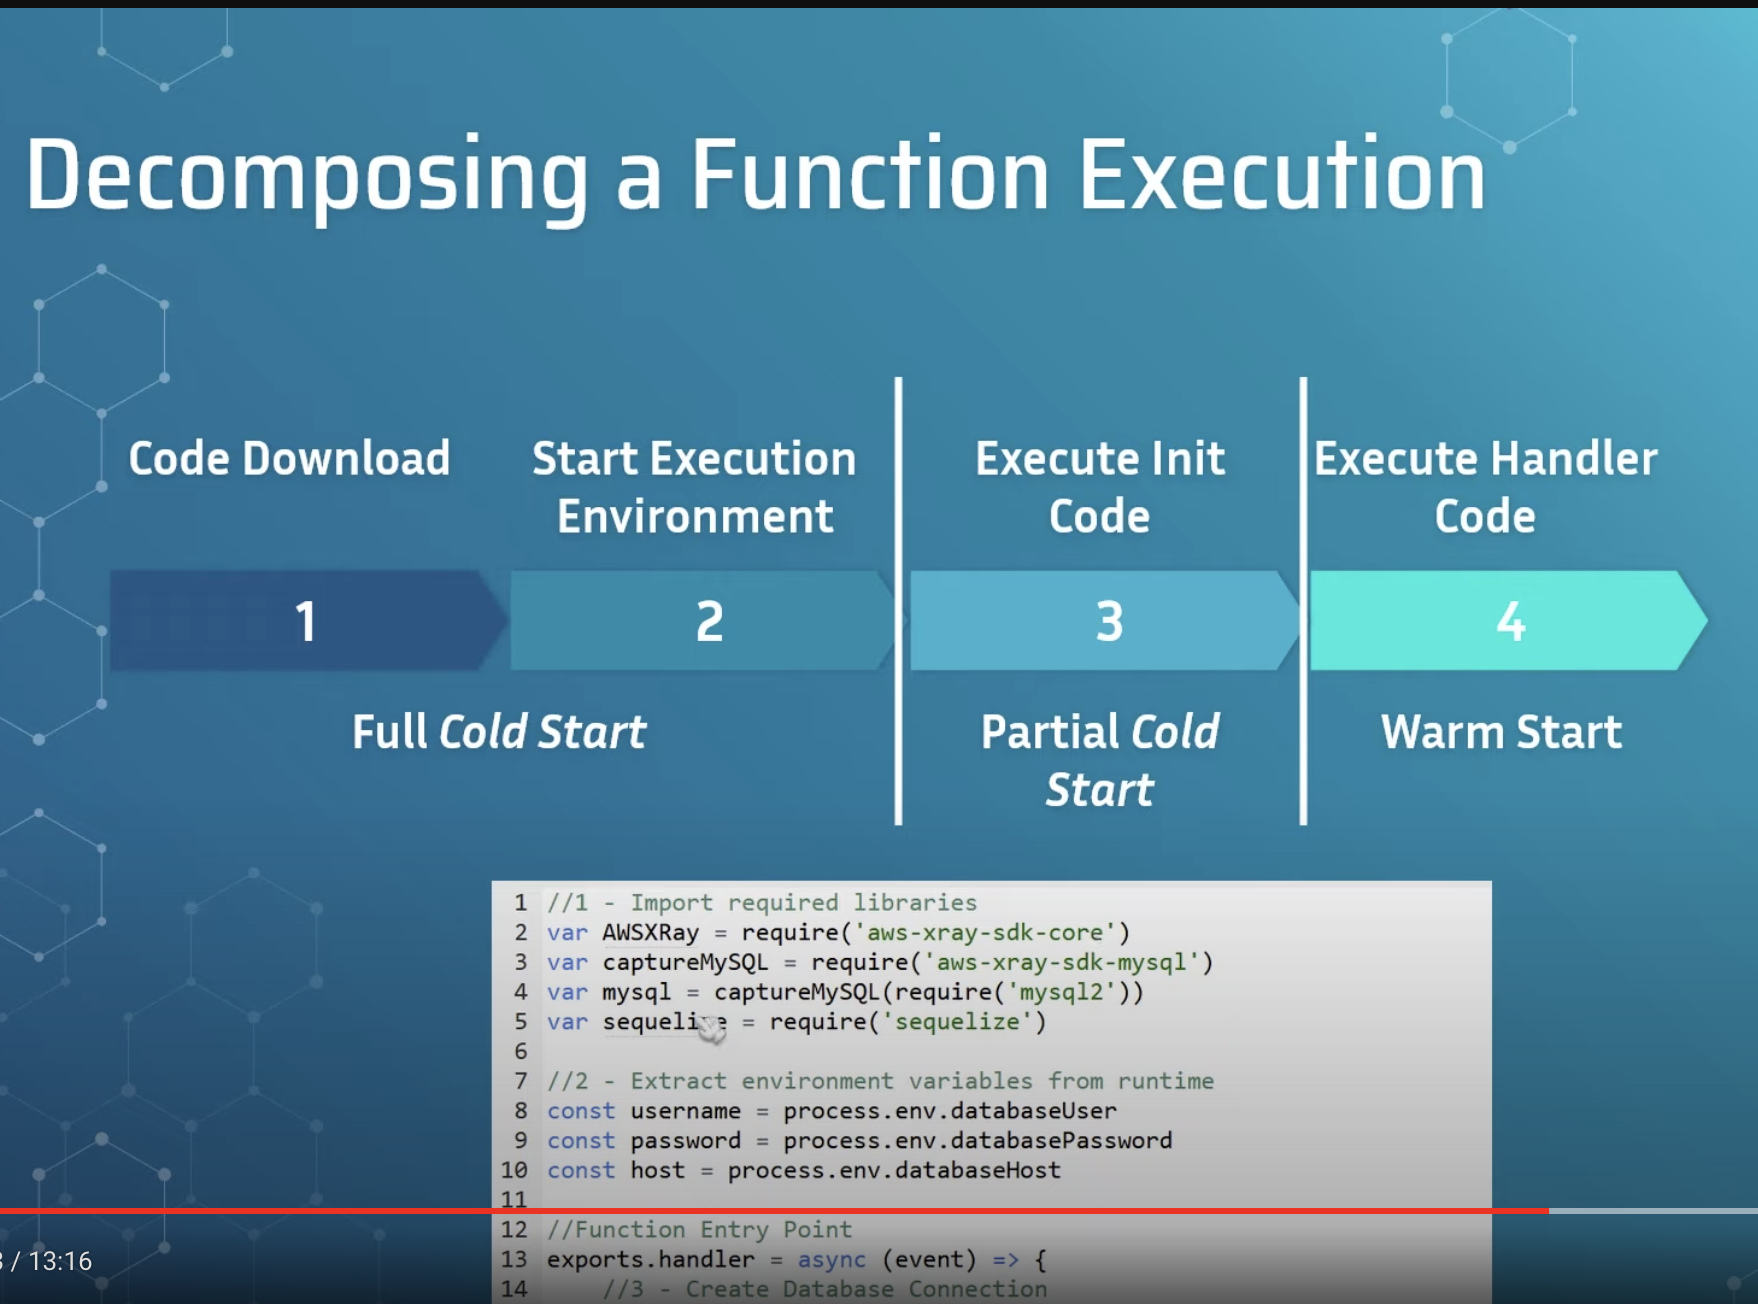 Decomposing a Function Execution
Code Download
Start Execution
Environment
Execute Init
Code
Execute Handler
Code
1
2
3
4
Full Cold Start
Partial Cold
Start
Warm Start
1 //1 - Import required libraries
2 var AWSXRay = require('aws-xray-sdk-core')
3 var captureMySQL = require('aws-xray-sdk-mysql')
4 var mysql = captureMySQL(require('mysql2'))
5 var sequelize = require('sequelize')
6
7 //2 - Extract environment variables from runtime
8 const username = process.env.databaseUser
9 const password = process.env.databasePassword
10 const host = process.env.databaseHost
11
12 //Function Entry Point
13 exports.handler = async (event) => {
14 //3 - Create Database Connection
/ 13:16